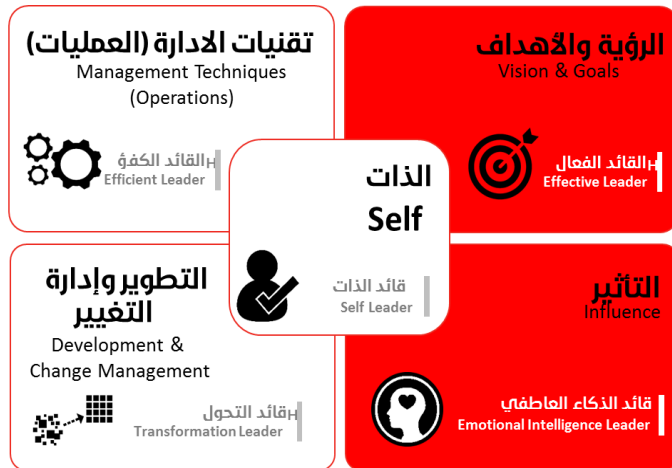 الرؤية والأهداف
Vision & Goals
القائد الفعال
Effective Leader
تقنيات الادارة (العمليات)
Management Techniques
(Operations)
القائد الكفؤ
Efficient Leader
الذات
Self
قائد الذات
Self Leader
التأثير
Influence
قائد الذكاء العاطفي
Emotional Intelligence Leader
التطوير وإدارة
التغيير
Development &
Change Management
قائد التحول
Transformation Leader